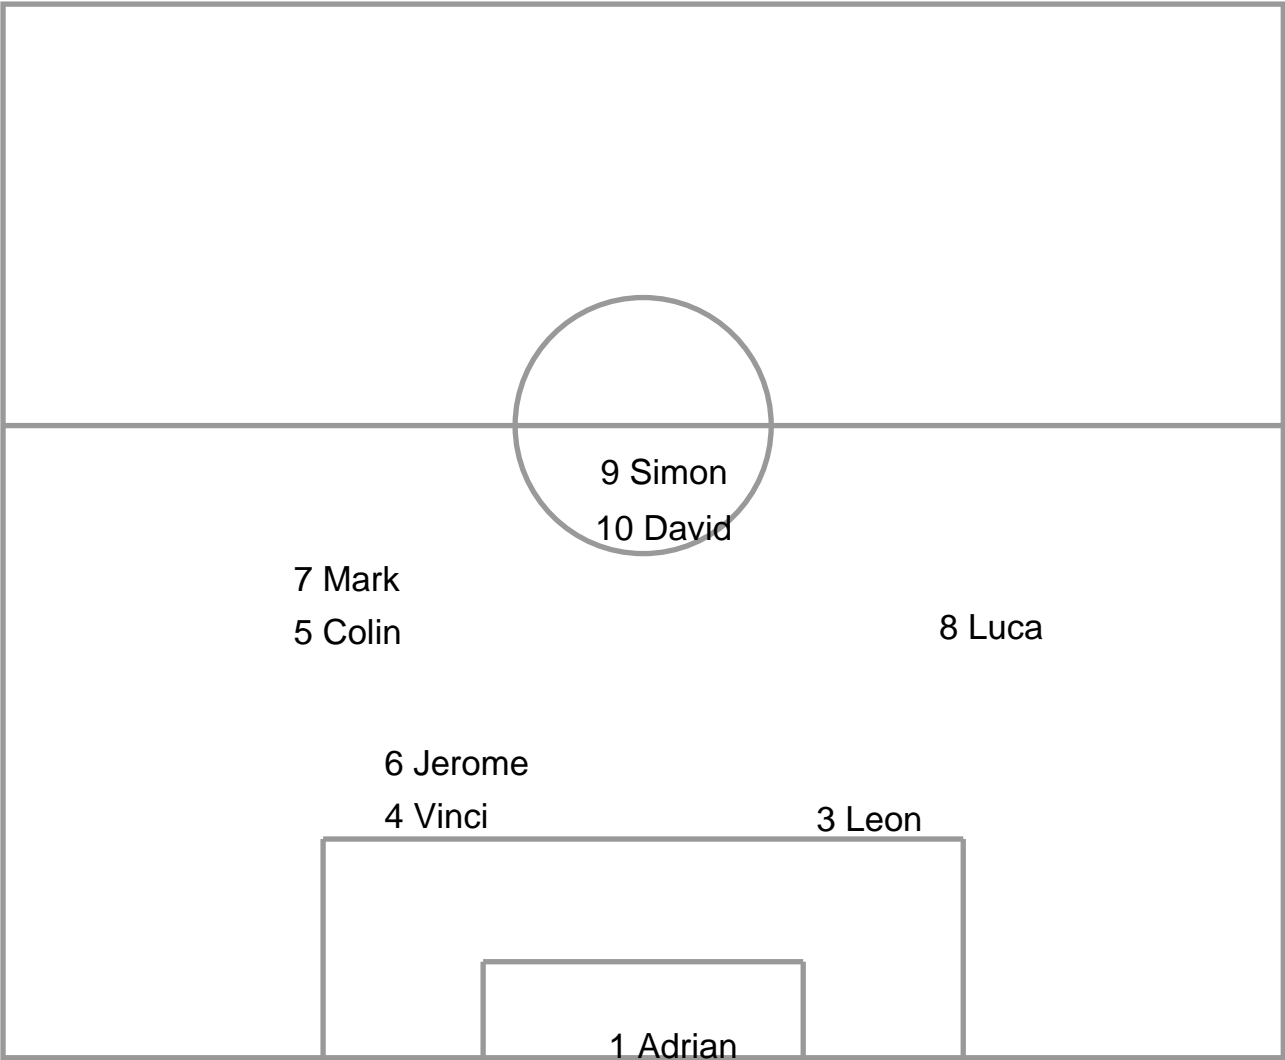 9 Simon
10 David
7 Mark
5 Colin
8 Luca
6 Jerome
4 Vinci
3 Leon
1 Adrian